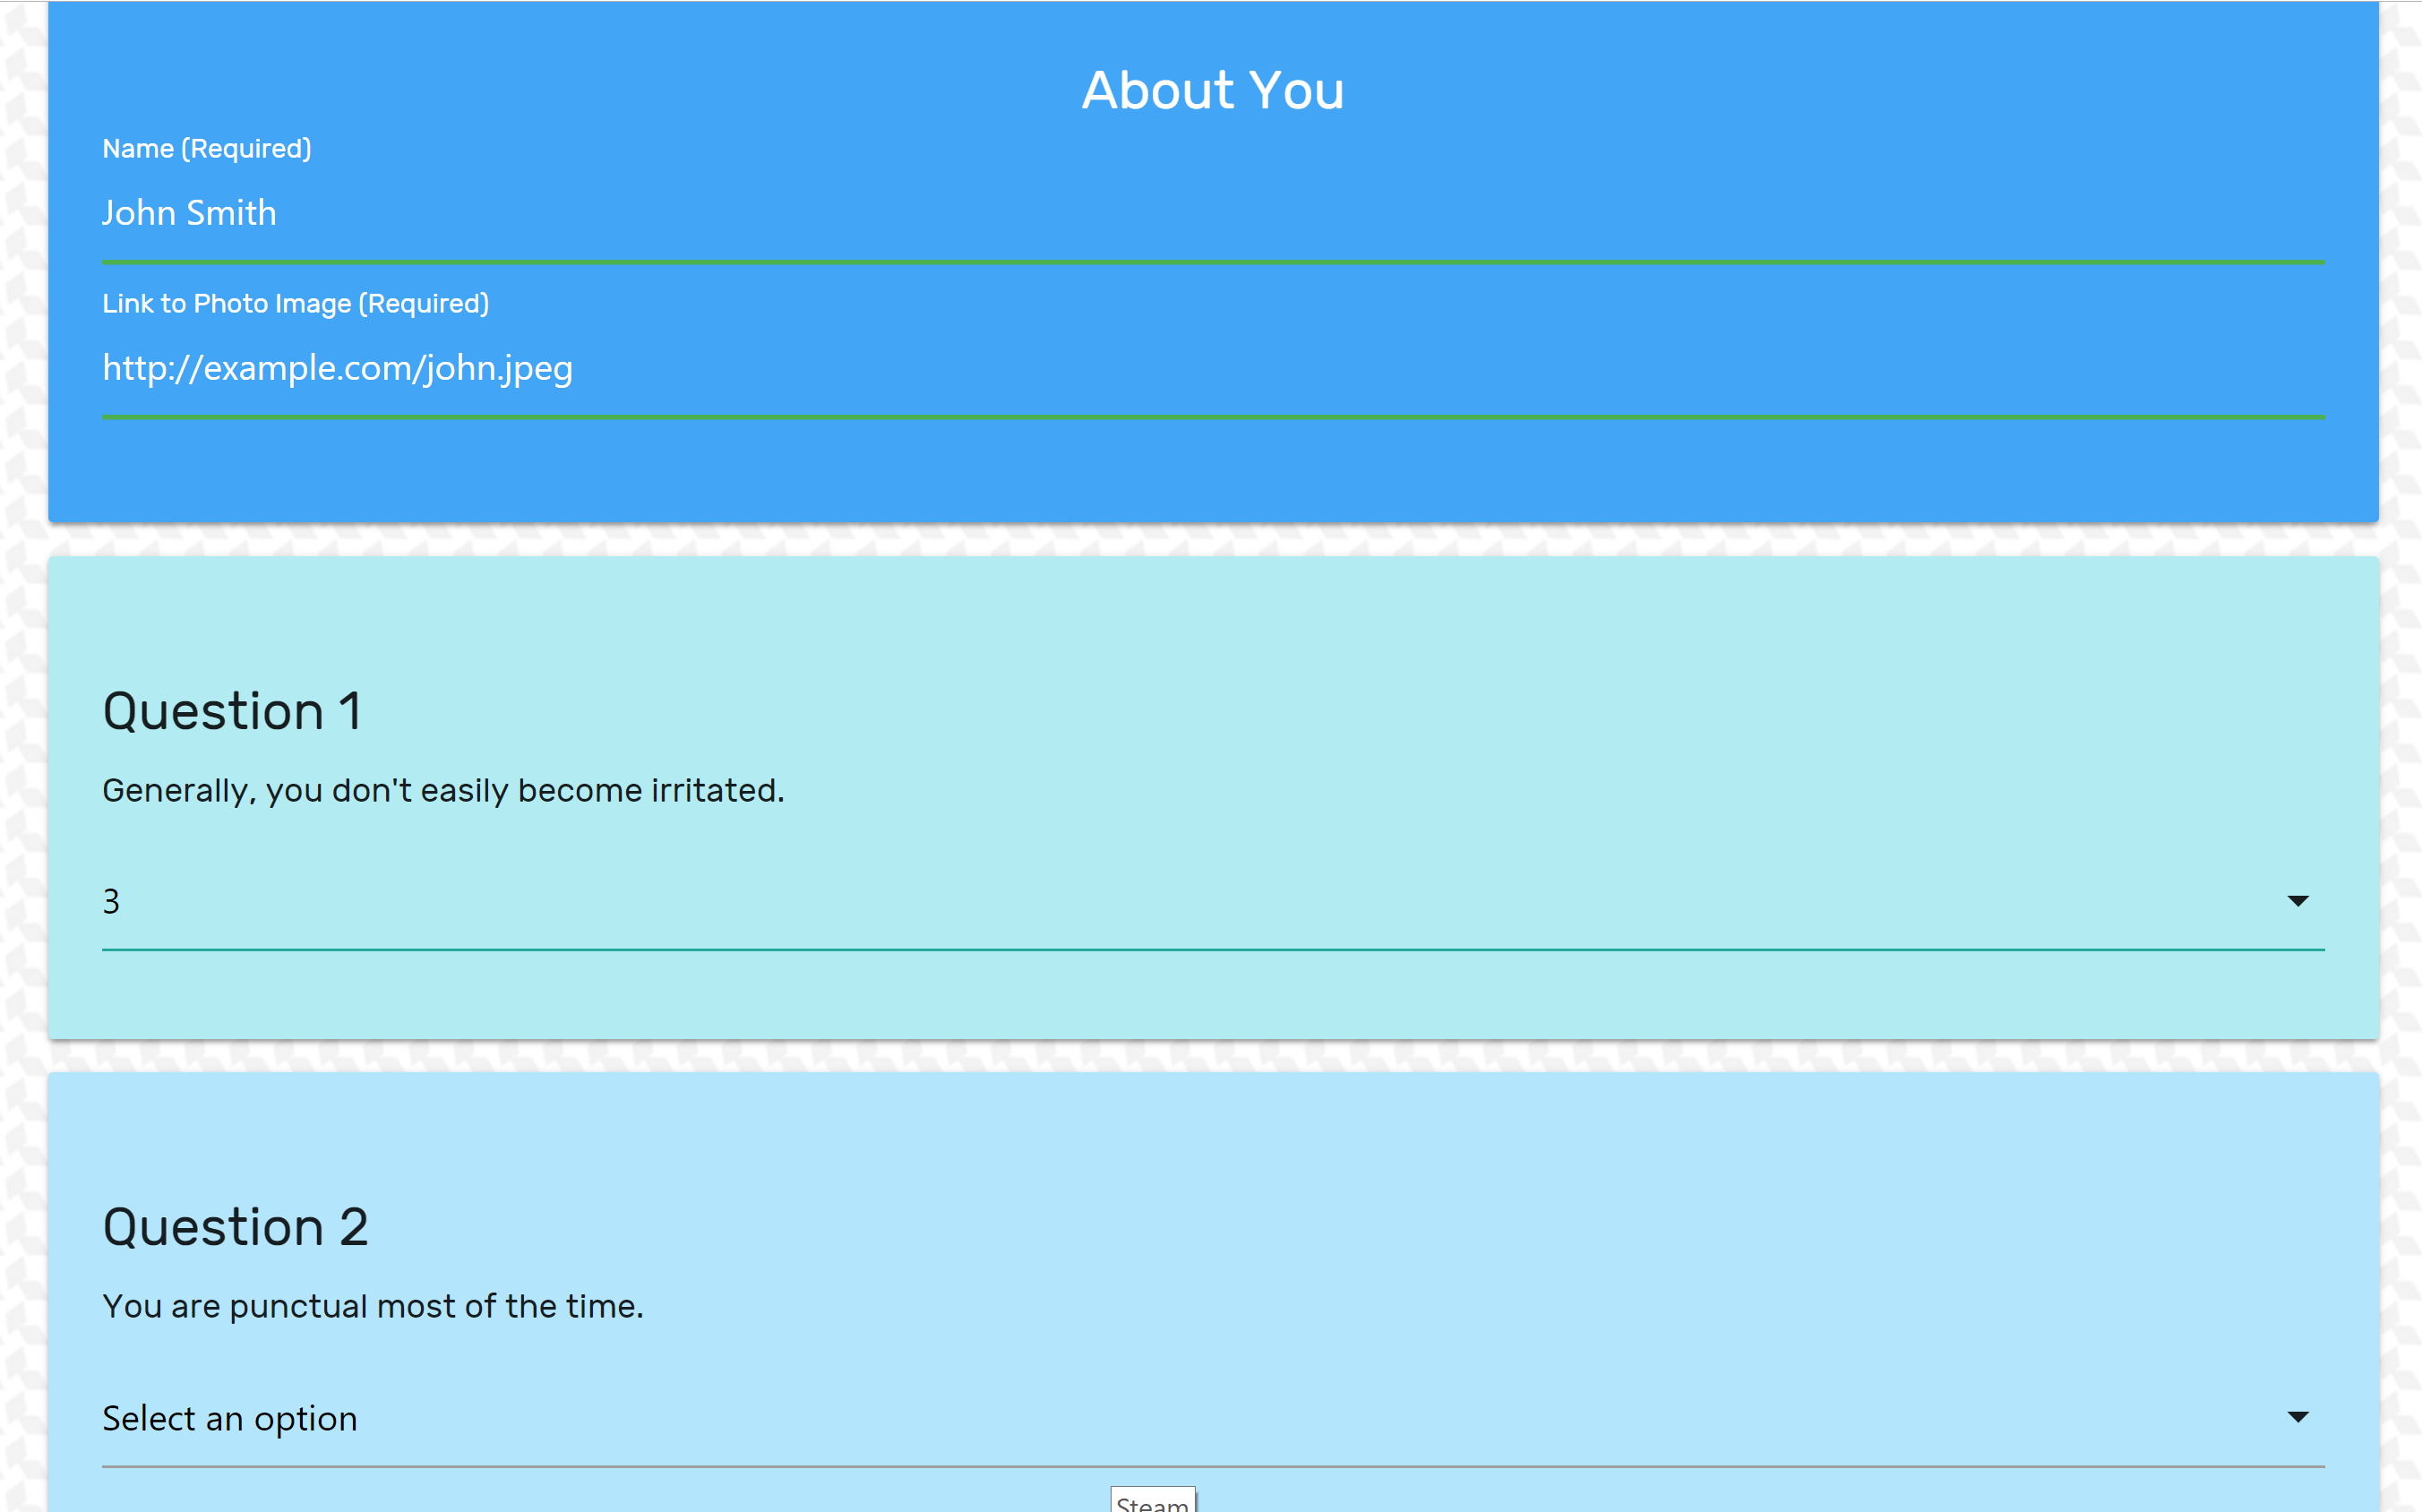 About You
Name (Required)
John Smith
Link to Photo Image (Required)
http://example.com/john.jpeg
Question 1
Generally, you don't easily become irritated.
3
Question 2
You are punctual most of the time.
Select an option
Steam